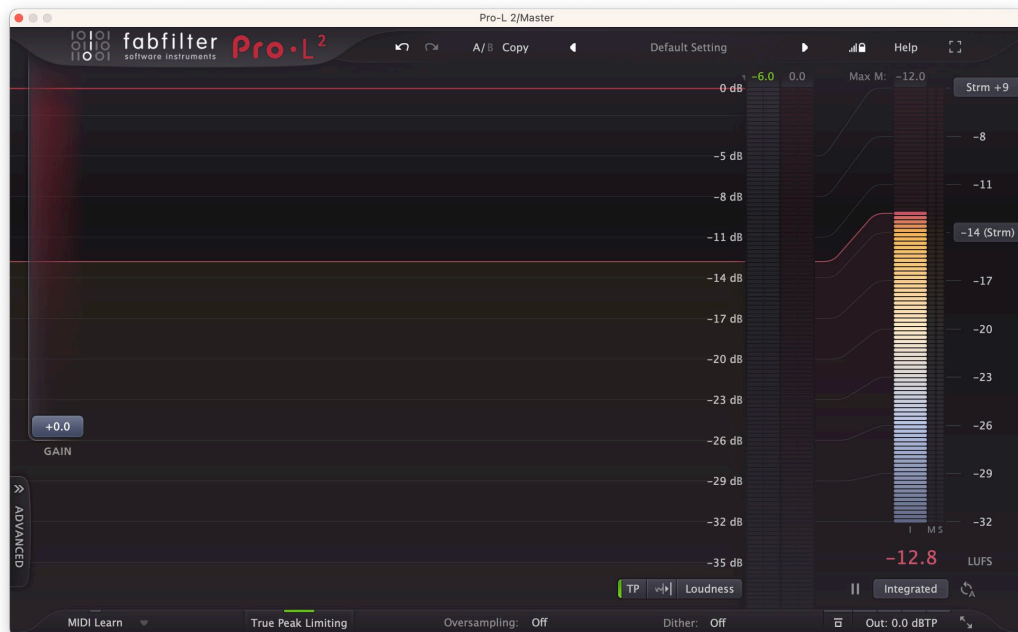 Pro-L 2/Master
fabfilter
software instruments
Pro·L 2
A/B Copy
Default Setting
Help
-6.0 0.0
Max M: -12.0
0 dB
Strm +9
-5 dB
-8
-8 dB
-11
-11 dB
-14 (Strm)
-14 dB
-17
-17 dB
-20
-20 dB
-23
-23 dB
+0.0
-26
-26 dB
GAIN
-29
-29 dB
ADVANCED
-32 dB
-32
I M S
-35 dB
-12.8 LUFS
TP
Loudness
Integrated
MIDI Learn
True Peak Limiting
Oversampling: Off
Dither: Off
Out: 0.0 dBTP